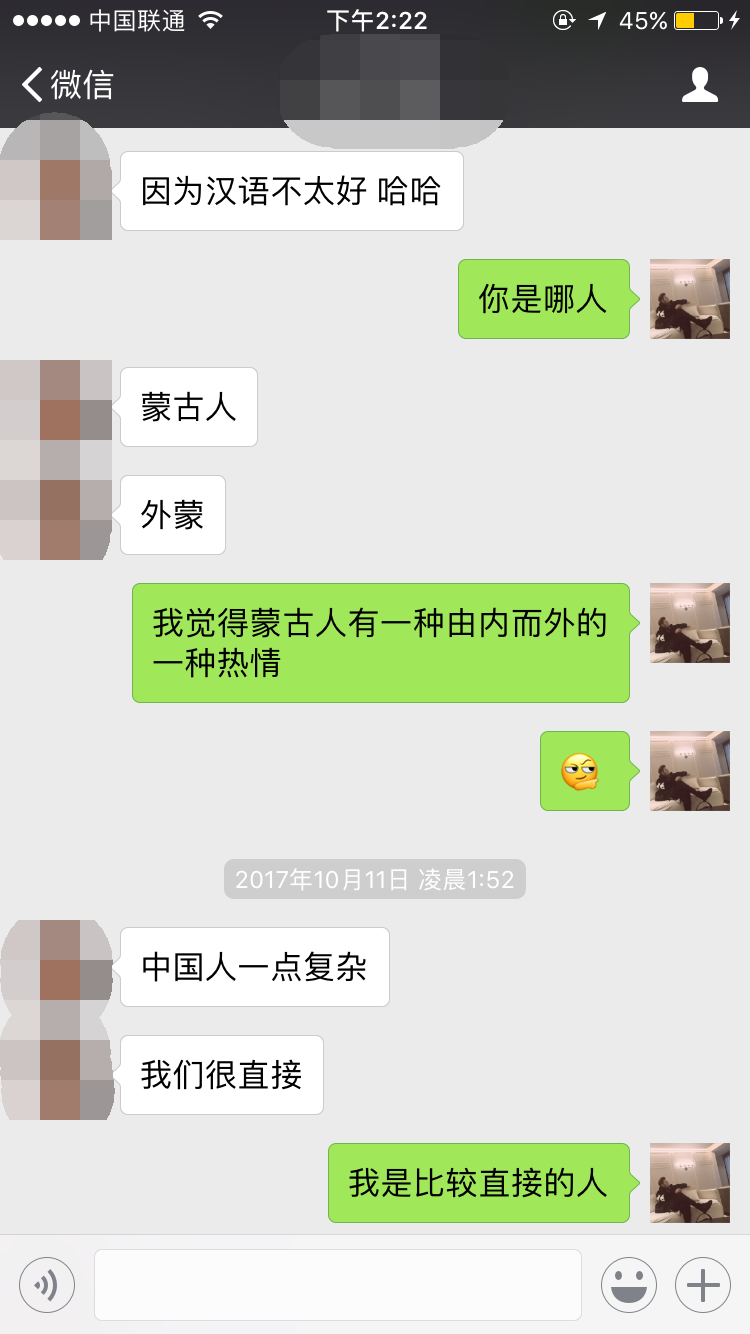 中国联通 下午2:22 45%
微信
因为汉语不太好 哈哈
你是哪人
蒙古人
外蒙
我觉得蒙古人有一种由内而外的
一种热情
2017年10月11日 凌晨1:52
中国人一点复杂
我们很直接
我是比较直接的人